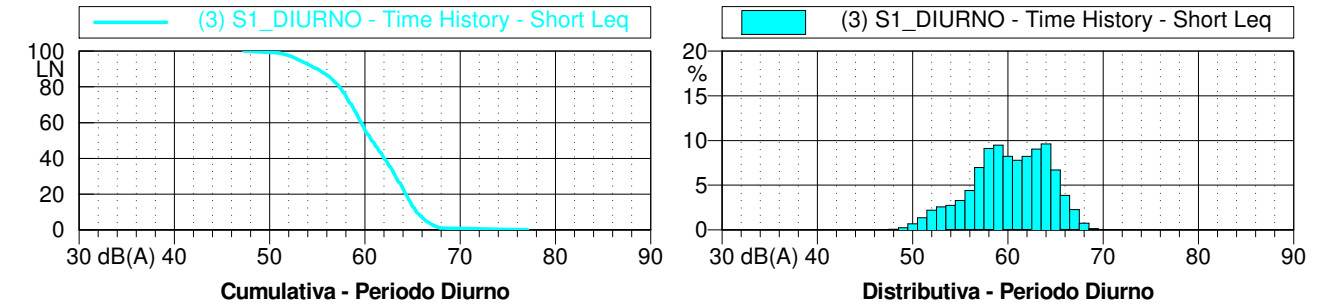 (3) S1_DIURNO - Time History - Short Leq
100
LN
80
60
40
20
0
30 dB(A) 40 50 60 70 80 90
Cumulativa - Periodo Diurno
(3) S1_DIURNO - Time History - Short Leq
20
%
15
10
5
0
30 dB(A) 40 50 60 70 80 90
Distributiva - Periodo Diurno